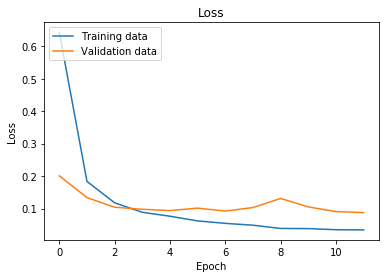 Loss
Training data
Validation data
0.6
0.5
0.4
0.3
0.2
0.1
Loss
0 2 4 6 8 10
Epoch